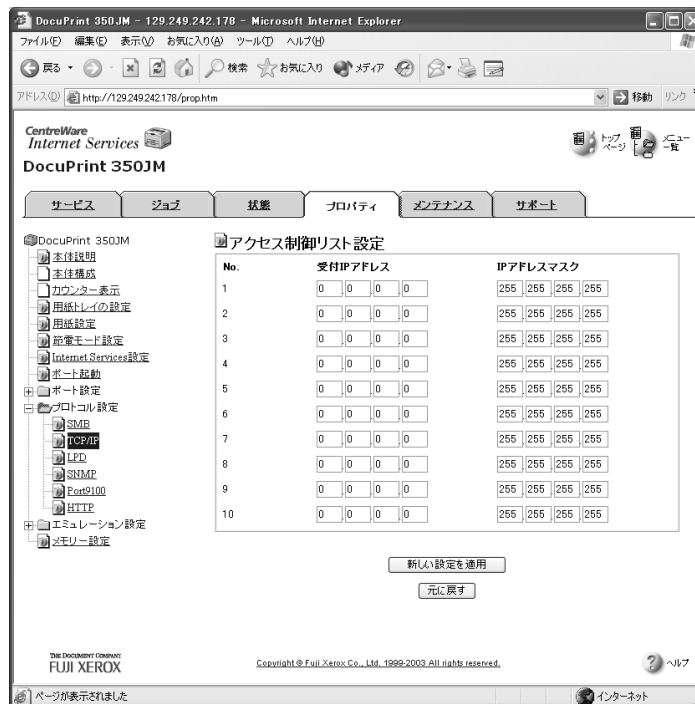 DocuPrint 350JM - 129.249.242.178 - Microsoft Internet Explorer
ファイル(F) 編集(E) 表示(V) お気に入り(A) ツール(T) ヘルプ(H)
戻る 検索 お気に入り メディア
アドレス(D) http://129.249.242.178/prop.htm 移動 リンク
CentreWare
Internet Services
DocuPrint 350JM
トップページ メニュー一覧
サービス ジョブ 状態 プロパティ メンテナンス サポート
DocuPrint 350JM
本体説明
本体構成
カウンター表示
用紙トレイの設定
用紙設定
節電モード設定
Internet Services設定
ポート起動
ポート設定
プロトコル設定
SMB
TCP/IP
LPD
SNMP
Port9100
HTTP
エミュレーション設定
メモリー設定
アクセス制御リスト設定
No. 受付IPアドレス IPアドレスマスク
1 0 .0 .0 .0 255 .255 .255 .255
2 0 .0 .0 .0 255 .255 .255 .255
3 0 .0 .0 .0 255 .255 .255 .255
4 0 .0 .0 .0 255 .255 .255 .255
5 0 .0 .0 .0 255 .255 .255 .255
6 0 .0 .0 .0 255 .255 .255 .255
7 0 .0 .0 .0 255 .255 .255 .255
8 0 .0 .0 .0 255 .255 .255 .255
9 0 .0 .0 .0 255 .255 .255 .255
10 0 .0 .0 .0 255 .255 .255 .255
新しい設定を適用
元に戻す
THE DOCUMENT COMPANY
FUJI XEROX
Copyright © Fuji Xerox Co., Ltd. 1999-2003 All rights reserved.
ヘルプ
ページが表示されました インターネット